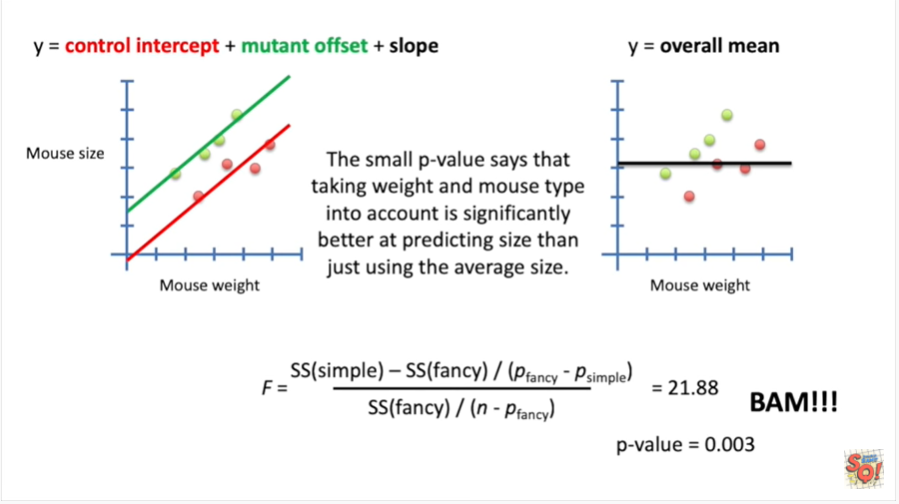 y = control intercept + mutant offset + slope
y = overall mean
Mouse size
The small p-value says that
taking weight and mouse type
into account is significantly
better at predicting size than
just using the average size.
Mouse weight
Mouse weight
F = SS(simple) – SS(fancy) / (pfancy - psimple)
SS(fancy) / (n - pfancy)
= 21.88
BAM!!!
p-value = 0.003
SQ!